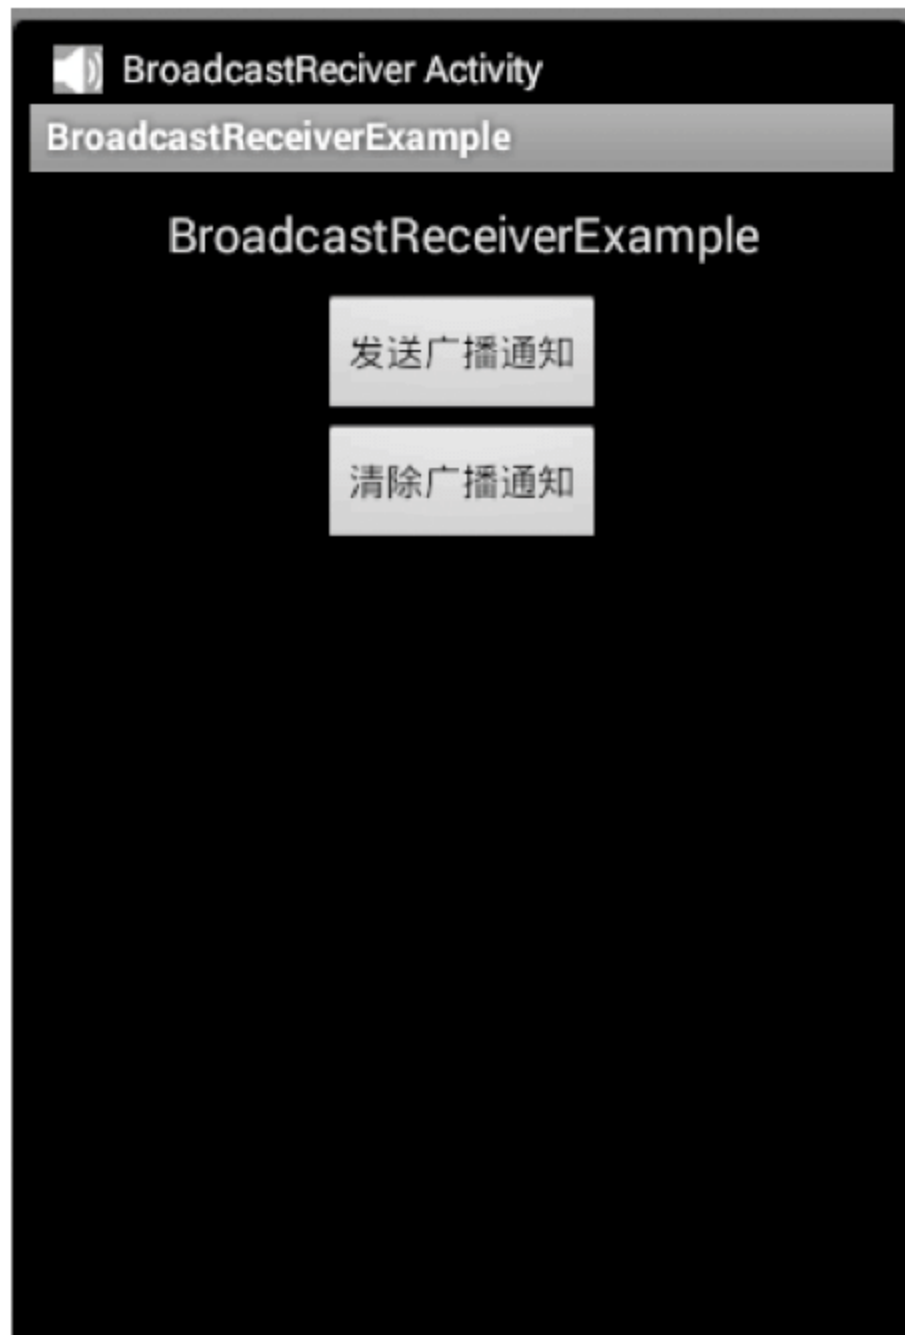 BroadcastReciver Activity
BroadcastReceiverExample
BroadcastReceiverExample
发送广播通知
清除广播通知